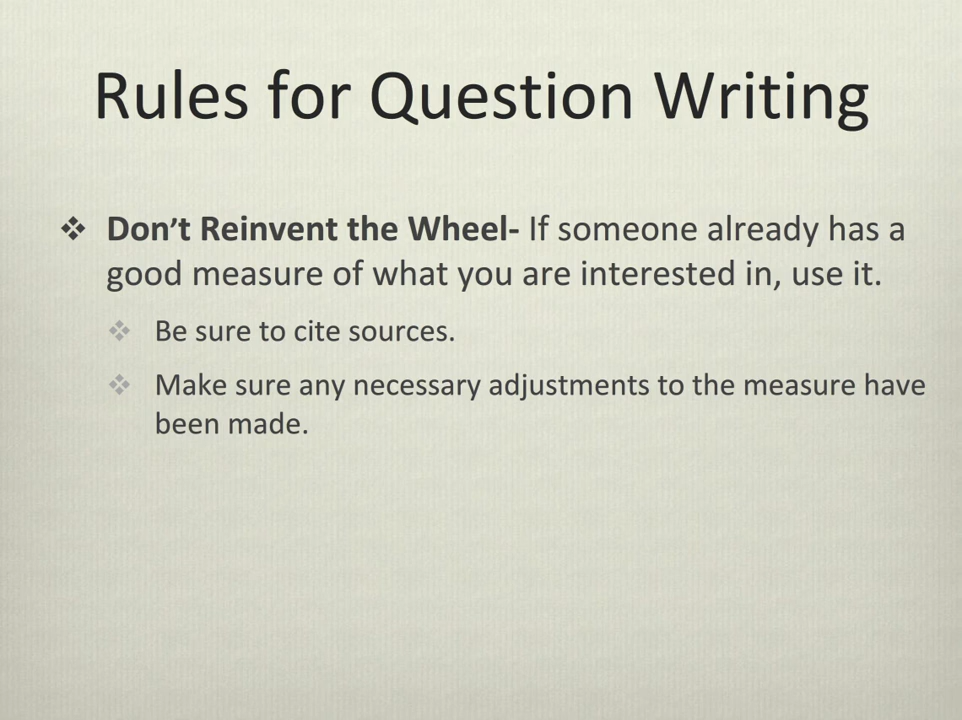 Rules for Question Writing
❖ Don’t Reinvent the Wheel- If someone already has a
good measure of what you are interested in, use it.
❖ Be sure to cite sources.
❖ Make sure any necessary adjustments to the measure have
been made.